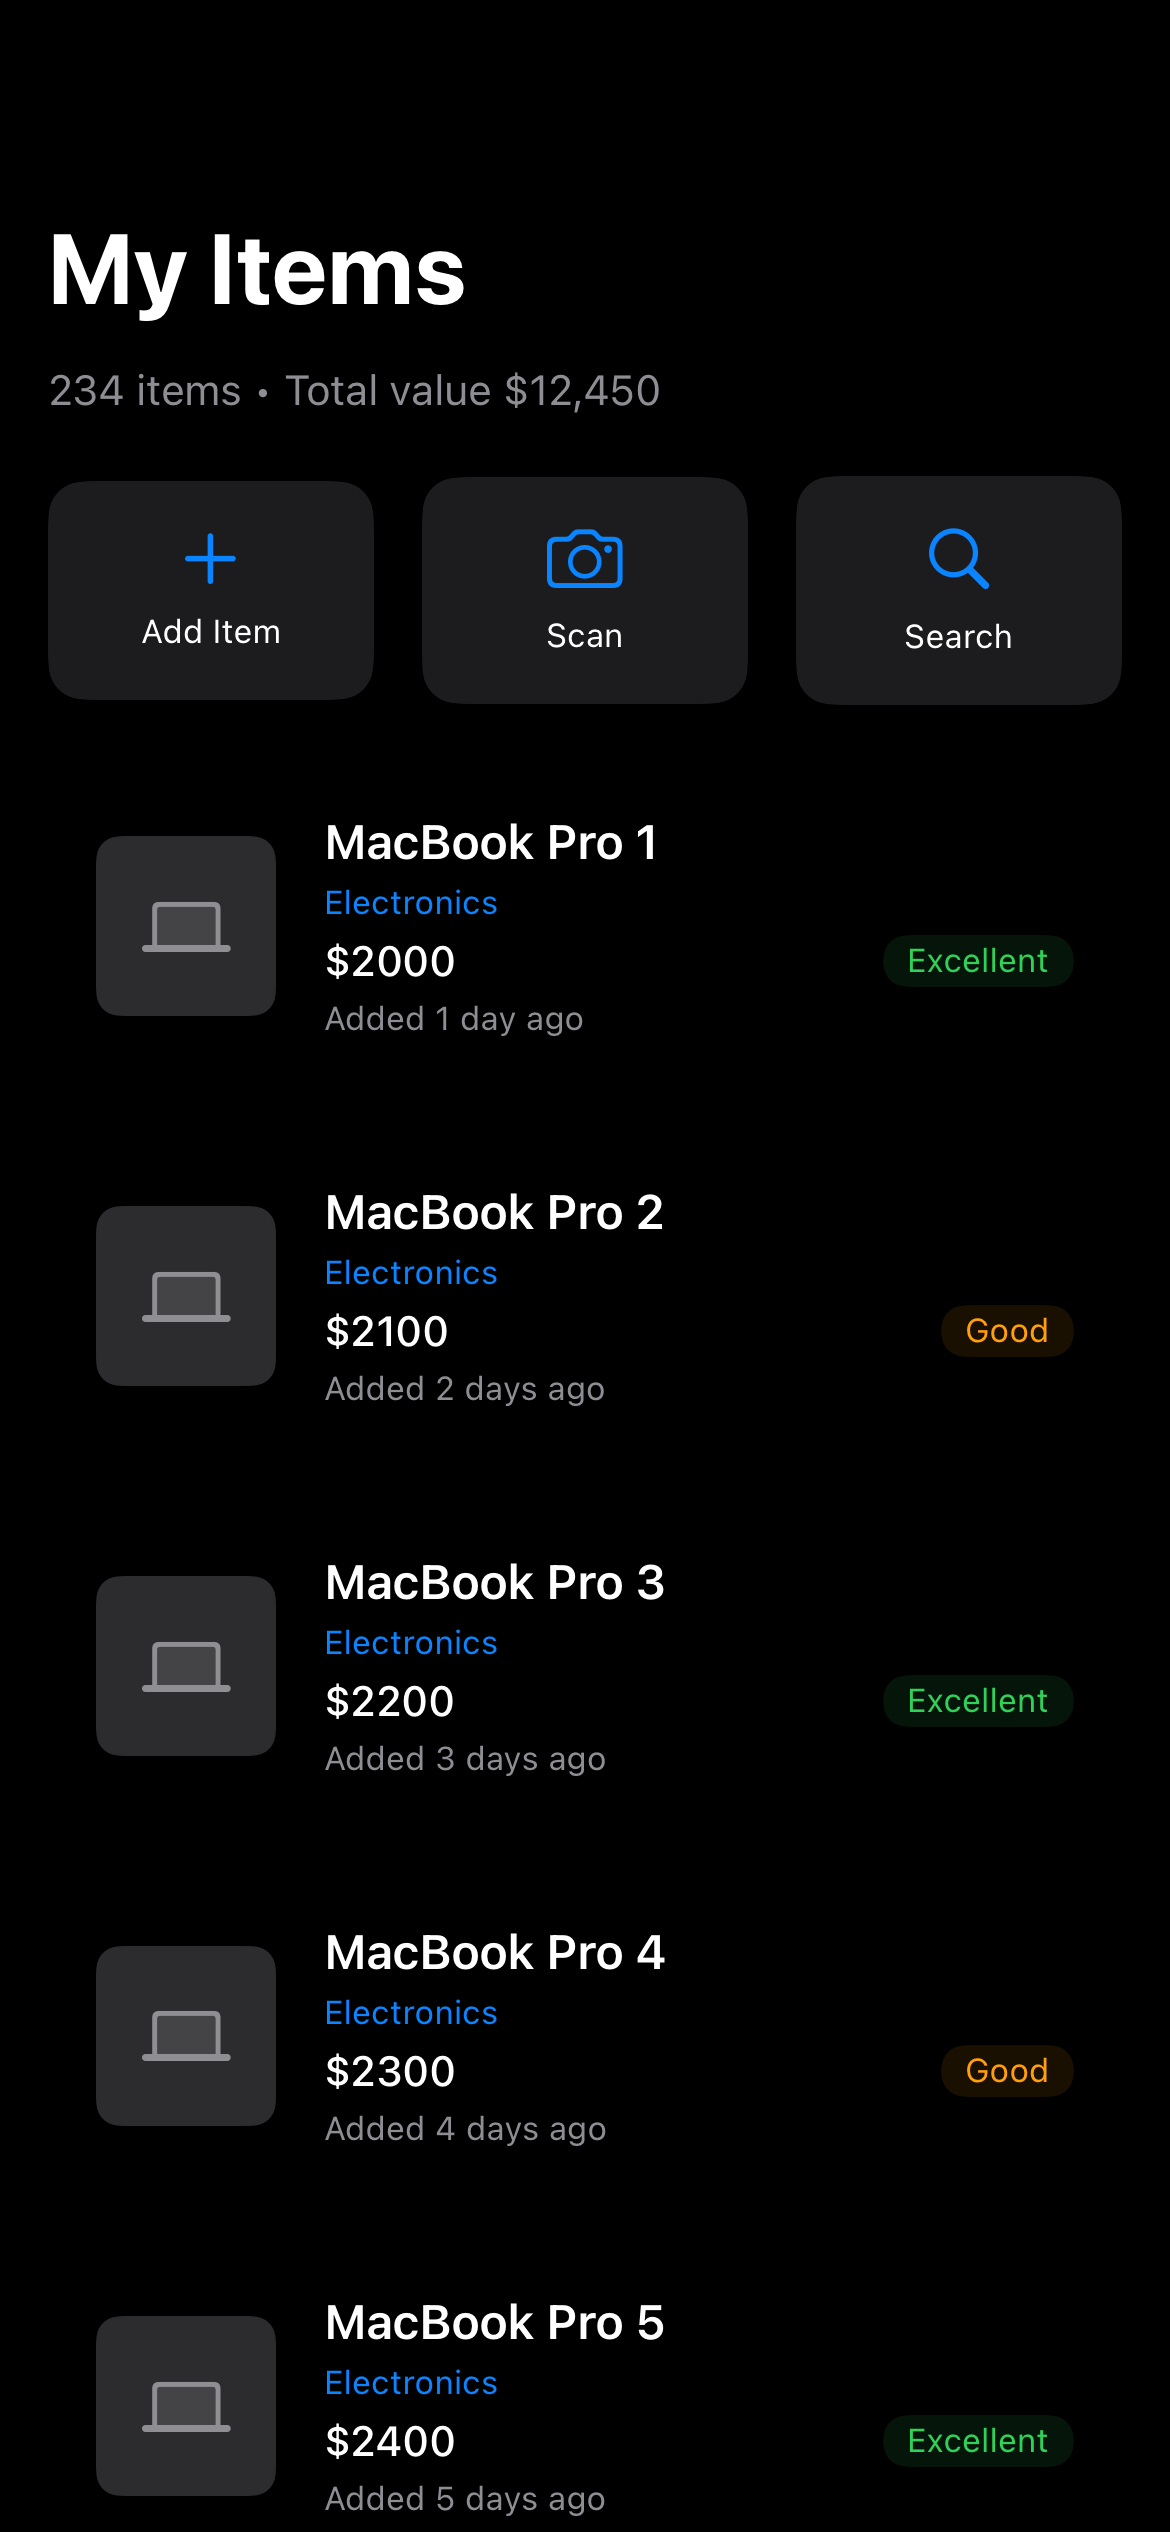 My Items
234 items • Total value $12,450
Add Item
Scan
Search
MacBook Pro 1
Electronics
$2000
Excellent
Added 1 day ago
MacBook Pro 2
Electronics
$2100
Good
Added 2 days ago
MacBook Pro 3
Electronics
$2200
Excellent
Added 3 days ago
MacBook Pro 4
Electronics
$2300
Good
Added 4 days ago
MacBook Pro 5
Electronics
$2400
Excellent
Added 5 days ago